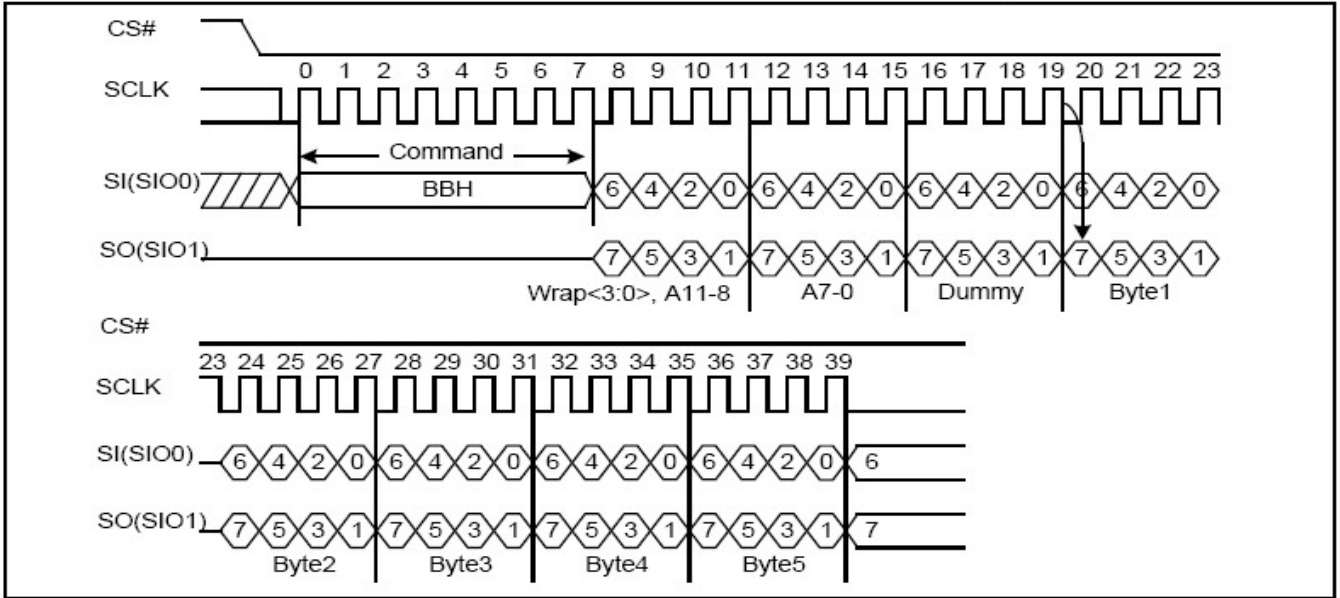 CS#
0 1 2 3 4 5 6 7 8 9 10 11 12 13 14 15 16 17 18 19 20 21 22 23
SCLK
Command
SI(SIO0) BBH 6 4 2 0 6 4 2 0 6 4 2 0 6 4 2 0
SO(SIO1) 7 5 3 1 7 5 3 1 7 5 3 1 7 5 3 1
Wrap<3:0>, A11-8 A7-0 Dummy Byte1
CS#
23 24 25 26 27 28 29 30 31 32 33 34 35 36 37 38 39
SCLK
SI(SIO0) 6 4 2 0 6 4 2 0 6 4 2 0 6 4 2 0 6
SO(SIO1) 7 5 3 1 7 5 3 1 7 5 3 1 7 5 3 1 7
Byte2 Byte3 Byte4 Byte5